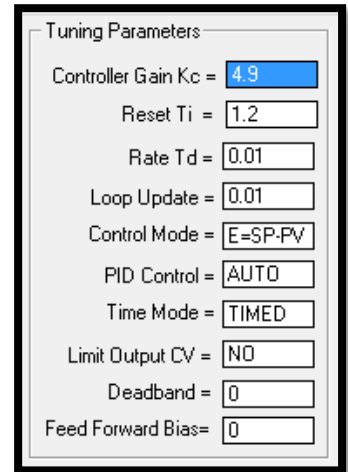 Tuning Parameters
Controller Gain Kc = 4.9
Reset Ti = 1.2
Rate Td = 0.01
Loop Update = 0.01
Control Mode = E=SP-PV
PID Control = AUTO
Time Mode = TIMED
Limit Output CV = NO
Deadband = 0
Feed Forward Bias= 0